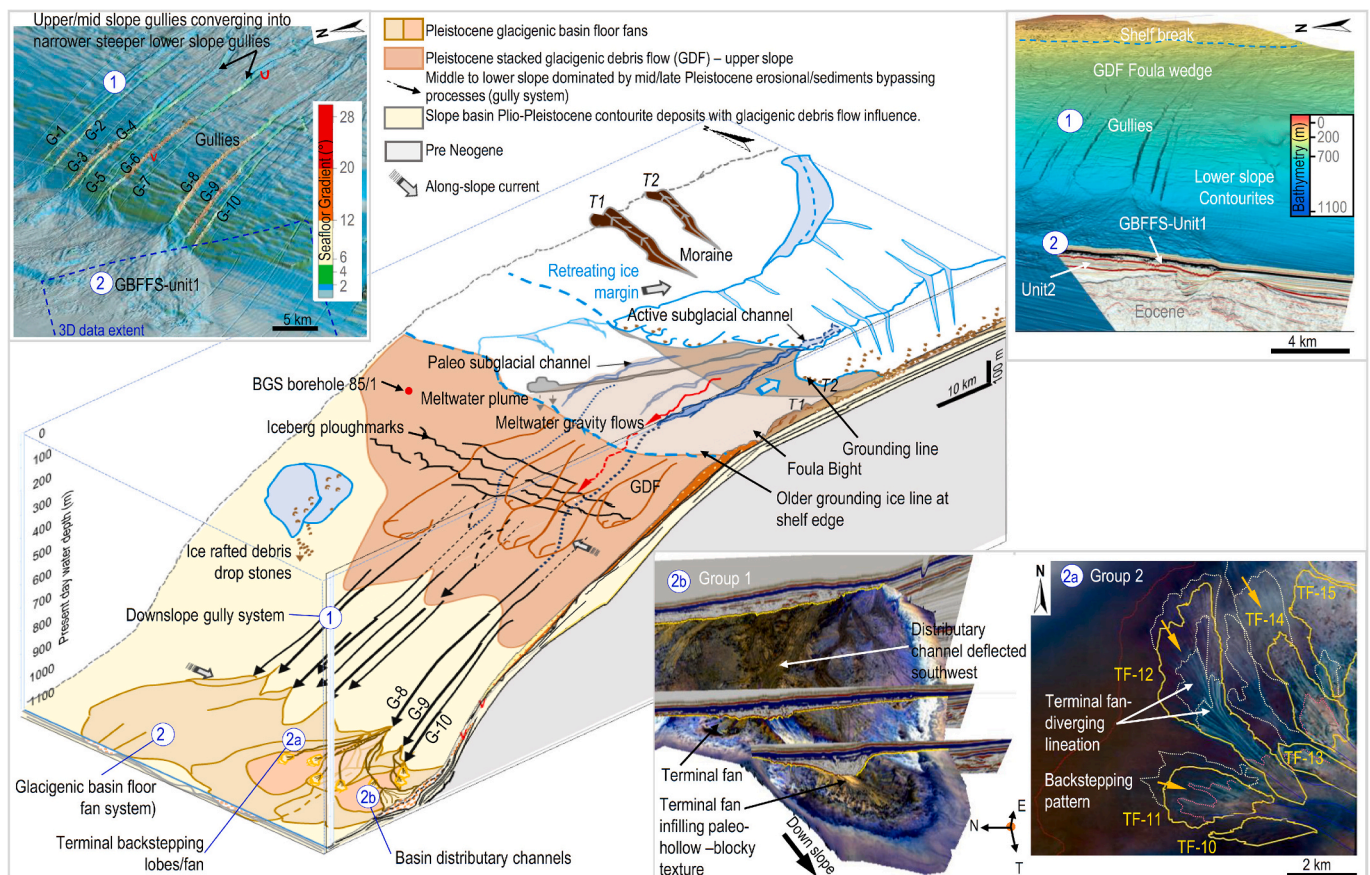 Upper/mid slope gullies converging into
narrower steeper lower slope gullies
N
1
G-1
G-2
G-3
G-4
G-5
G-6
G-7
G-8
G-9
G-10
Gullies
2
GBFFS-unit1
3D data extent
5 km
Seafloor Gradient (°)
28
20
12
6
4
2
Pleistocene glacigenic basin floor fans
Pleistocene stacked glacigenic debris flow (GDF) – upper slope
Middle to lower slope dominated by mid/late Pleistocene erosional/sediments bypassing
processes (gully system)
Slope basin Plio-Pleistocene contourite deposits with glacigenic debris flow influence.
Pre Neogene
Along-slope current
N
Shelf break
GDF Foula wedge
1
Gullies
Lower slope
Contourites
Bathymetry (m)
0
200
700
1100
2
GBFFS-Unit1
Unit2
Eocene
4 km
N
T1
T2
Moraine
Retreating ice
margin
Active subglacial channel
Paleo subglacial channel
BGS borehole 85/1
Meltwater plume
Iceberg ploughmarks
Meltwater gravity flows
T2
T1
10 km
100 m
Grounding line
Foula Bight
Older grounding ice line at
shelf edge
GDF
Ice rafted debris
drop stones
Downslope gully system
1
Present day water depth (m)
0
100
200
300
400
500
600
700
800
900
1000
1100
G-8
G-9
G-10
2
2a
2b
Glacigenic basin floor
fan system)
Terminal backstepping
lobes/fan
Basin distributary channels
2b Group 1
Distributary
channel deflected
southwest
Terminal fan
Terminal fan
infilling paleo-
hollow –blocky
texture
Down slope
N
E
T
2a Group 2
N
TF-15
TF-14
TF-12
Terminal fan-
diverging
lineation
TF-13
Backstepping
pattern
TF-11
TF-10
2 km